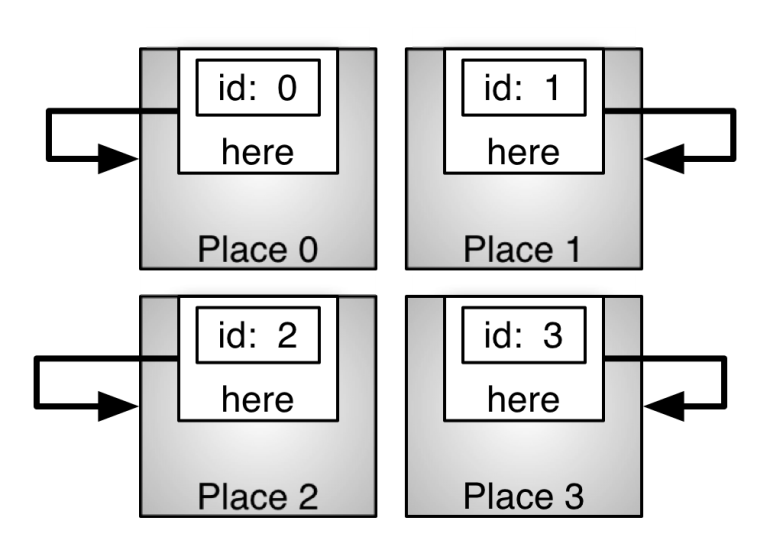 id: 0
here
Place 0
id: 1
here
Place 1
id: 2
here
Place 2
id: 3
here
Place 3